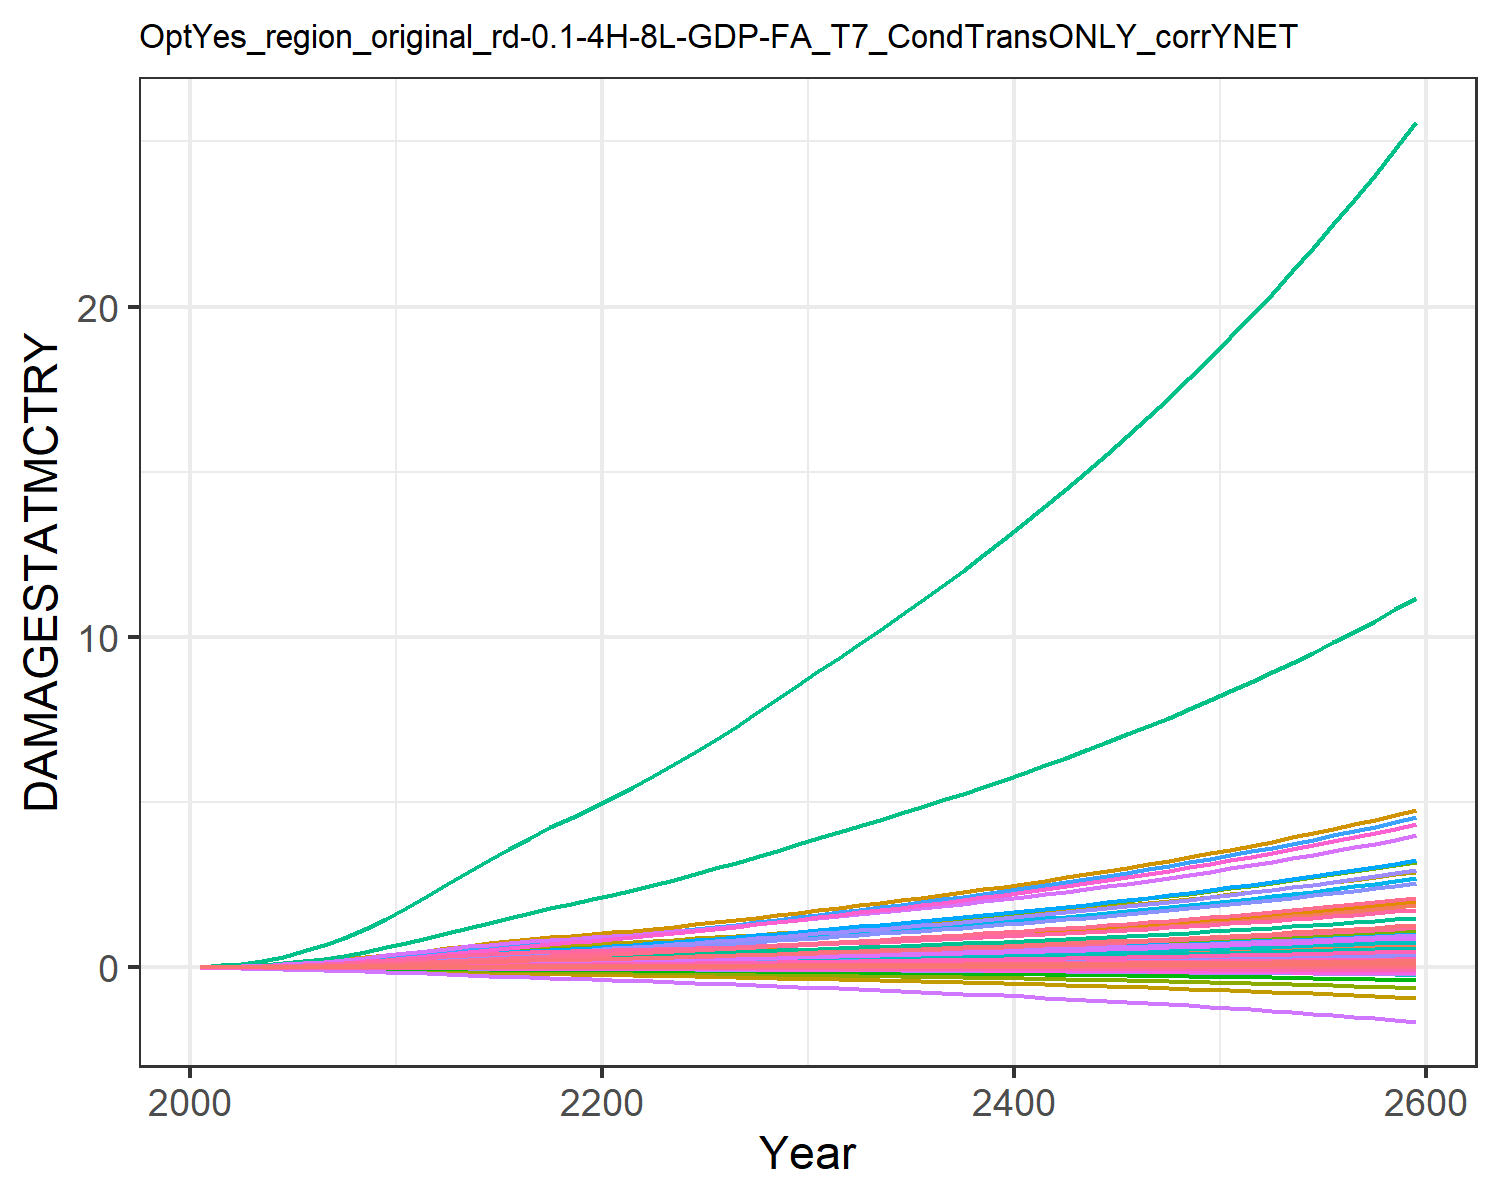 OptYes_region_original_rd-0.1-4H-8L-GDP-FA_T7_CondTransONLY_corrYNET
DAMAGESTATMCTRY
20
10
0
2000 2200 2400 2600
Year